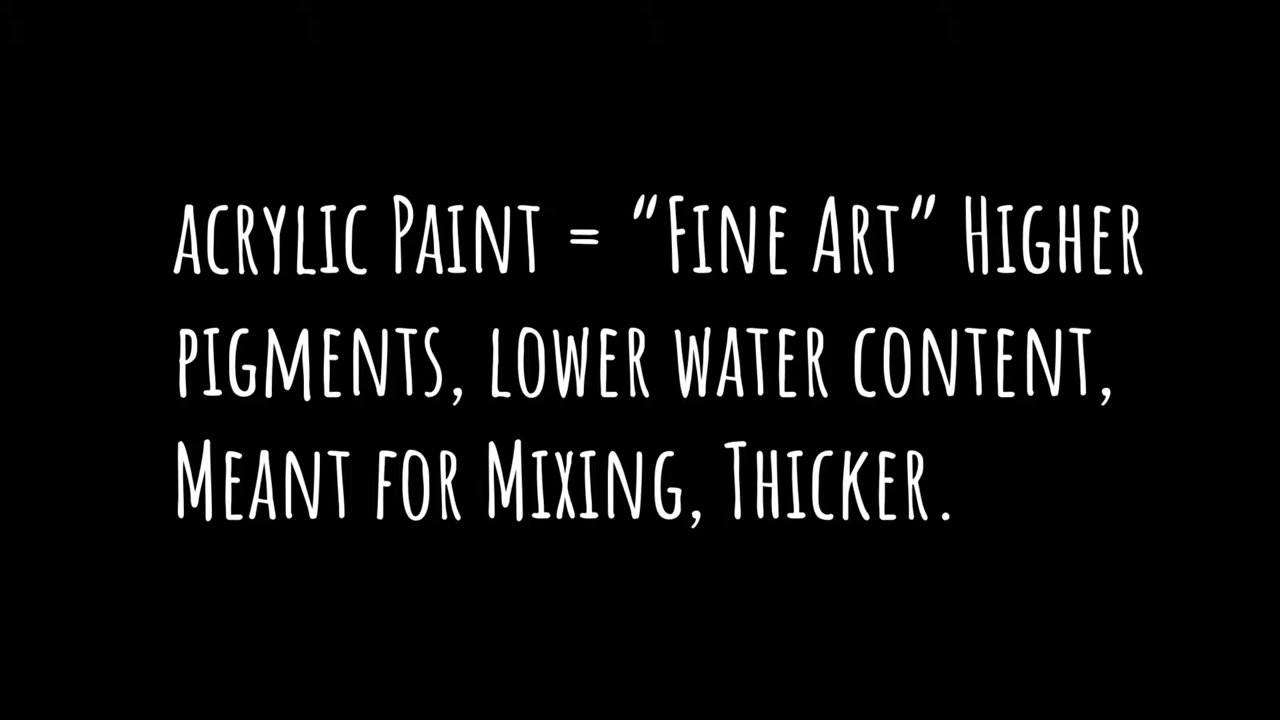 ACRYLIC PAINT = "FINE ART" HIGHER
PIGMENTS, LOWER WATER CONTENT,
MEANT FOR MIXING, THICKER.